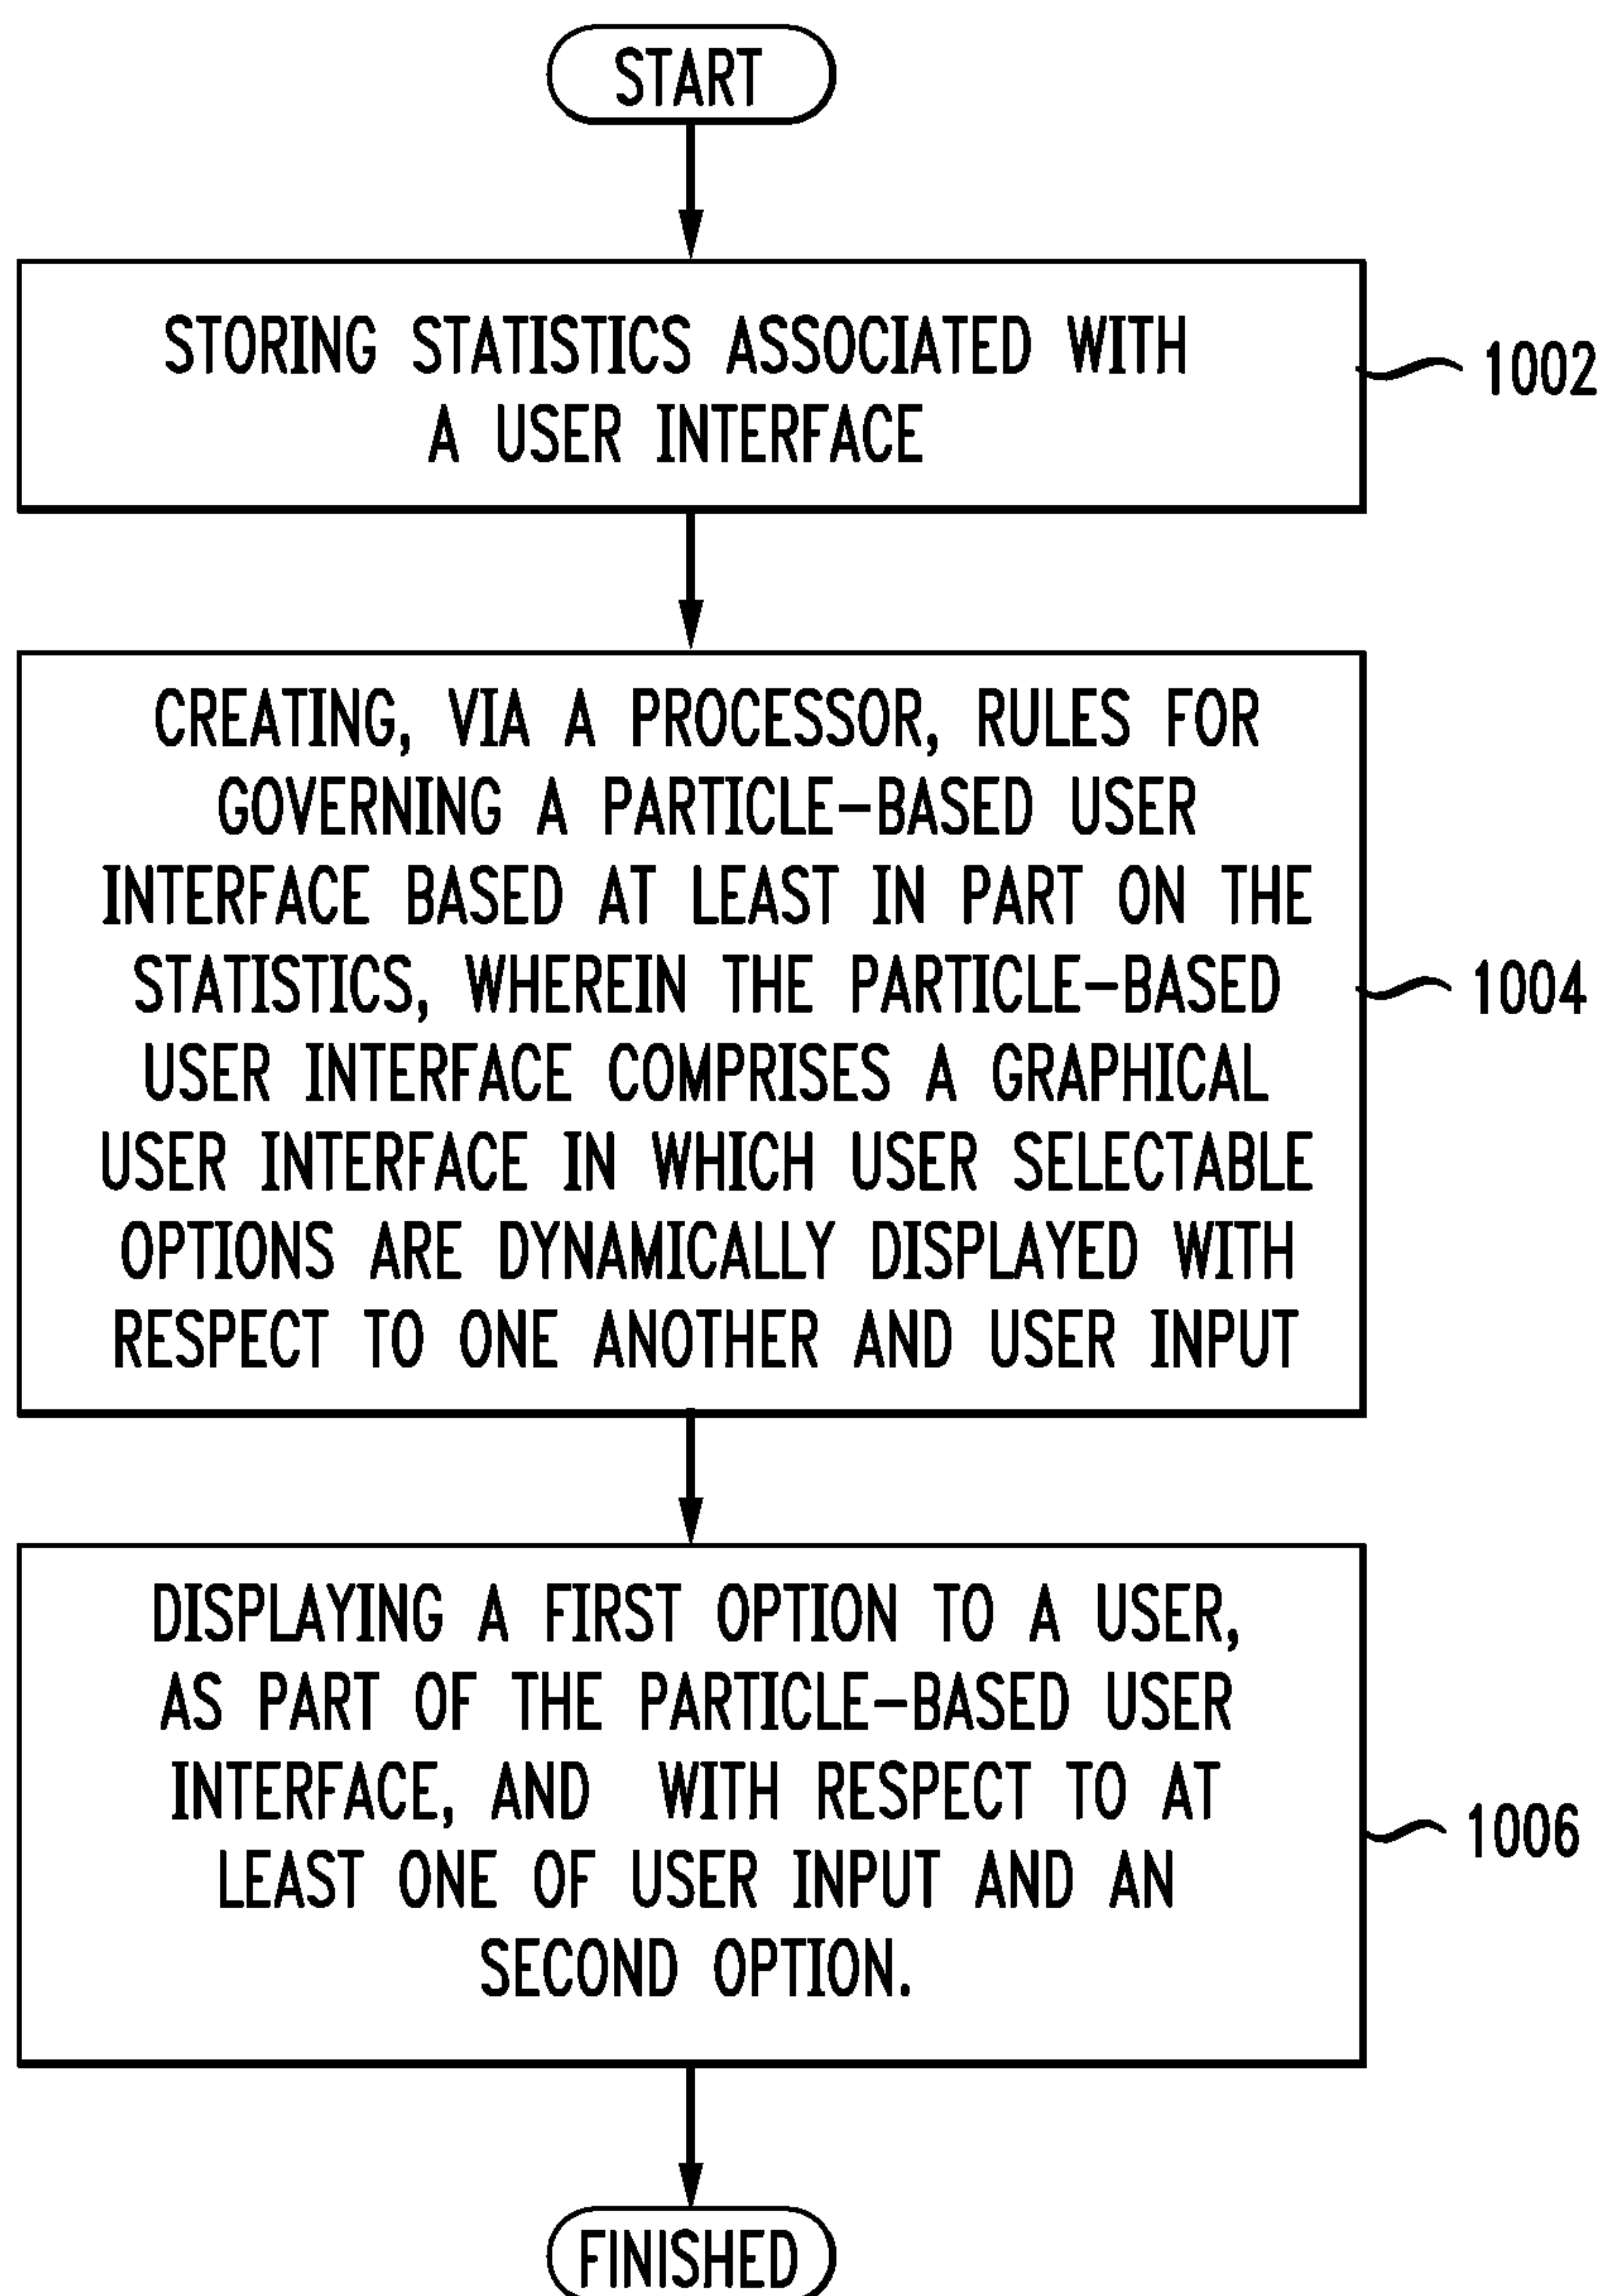 START
STORING STATISTICS ASSOCIATED WITH
A USER INTERFACE
1002
CREATING, VIA A PROCESSOR, RULES FOR
GOVERNING A PARTICLE-BASED USER
INTERFACE BASED AT LEAST IN PART ON THE
STATISTICS, WHEREIN THE PARTICLE-BASED
USER INTERFACE COMPRISES A GRAPHICAL
USER INTERFACE IN WHICH USER SELECTABLE
OPTIONS ARE DYNAMICALLY DISPLAYED WITH
RESPECT TO ONE ANOTHER AND USER INPUT
1004
DISPLAYING A FIRST OPTION TO A USER,
AS PART OF THE PARTICLE-BASED USER
INTERFACE, AND WITH RESPECT TO AT
LEAST ONE OF USER INPUT AND AN
SECOND OPTION.
1006
FINISHED